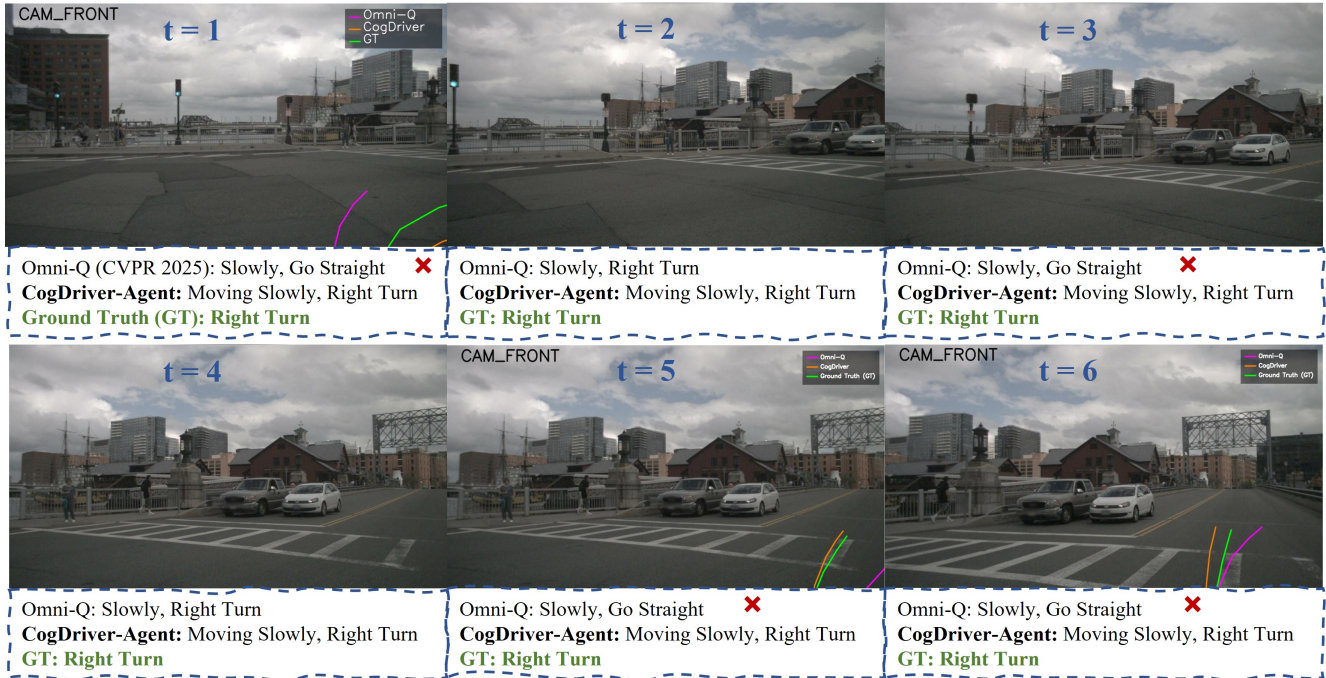 CAM_FRONT
t = 1
Omni-Q
CogDriver
GT
t = 2
t = 3
Omni-Q (CVPR 2025): Slowly, Go Straight
CogDriver-Agent: Moving Slowly, Right Turn
Ground Truth (GT): Right Turn
Omni-Q: Slowly, Right Turn
CogDriver-Agent: Moving Slowly, Right Turn
GT: Right Turn
Omni-Q: Slowly, Go Straight
CogDriver-Agent: Moving Slowly, Right Turn
GT: Right Turn
t = 4
CAM_FRONT
t = 5
Omni-Q
CogDriver
Ground Truth (GT)
CAM_FRONT
t = 6
Omni-Q
CogDriver
Ground Truth (GT)
Omni-Q: Slowly, Right Turn
CogDriver-Agent: Moving Slowly, Right Turn
GT: Right Turn
Omni-Q: Slowly, Go Straight
CogDriver-Agent: Moving Slowly, Right Turn
GT: Right Turn
Omni-Q: Slowly, Go Straight
CogDriver-Agent: Moving Slowly, Right Turn
GT: Right Turn